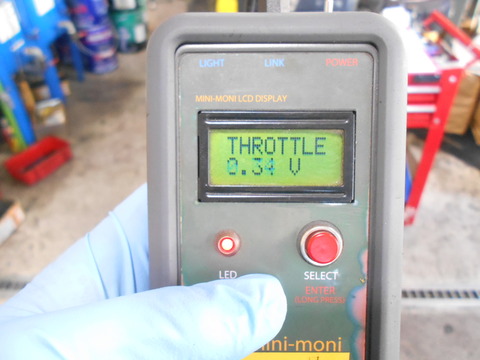 LIGHT LINK POWER
MINI-MONI LCD DISPLAY
THROTTLE
0.34 V
LED SELECT
ENTER
(LONG PRESS)
mini-moni